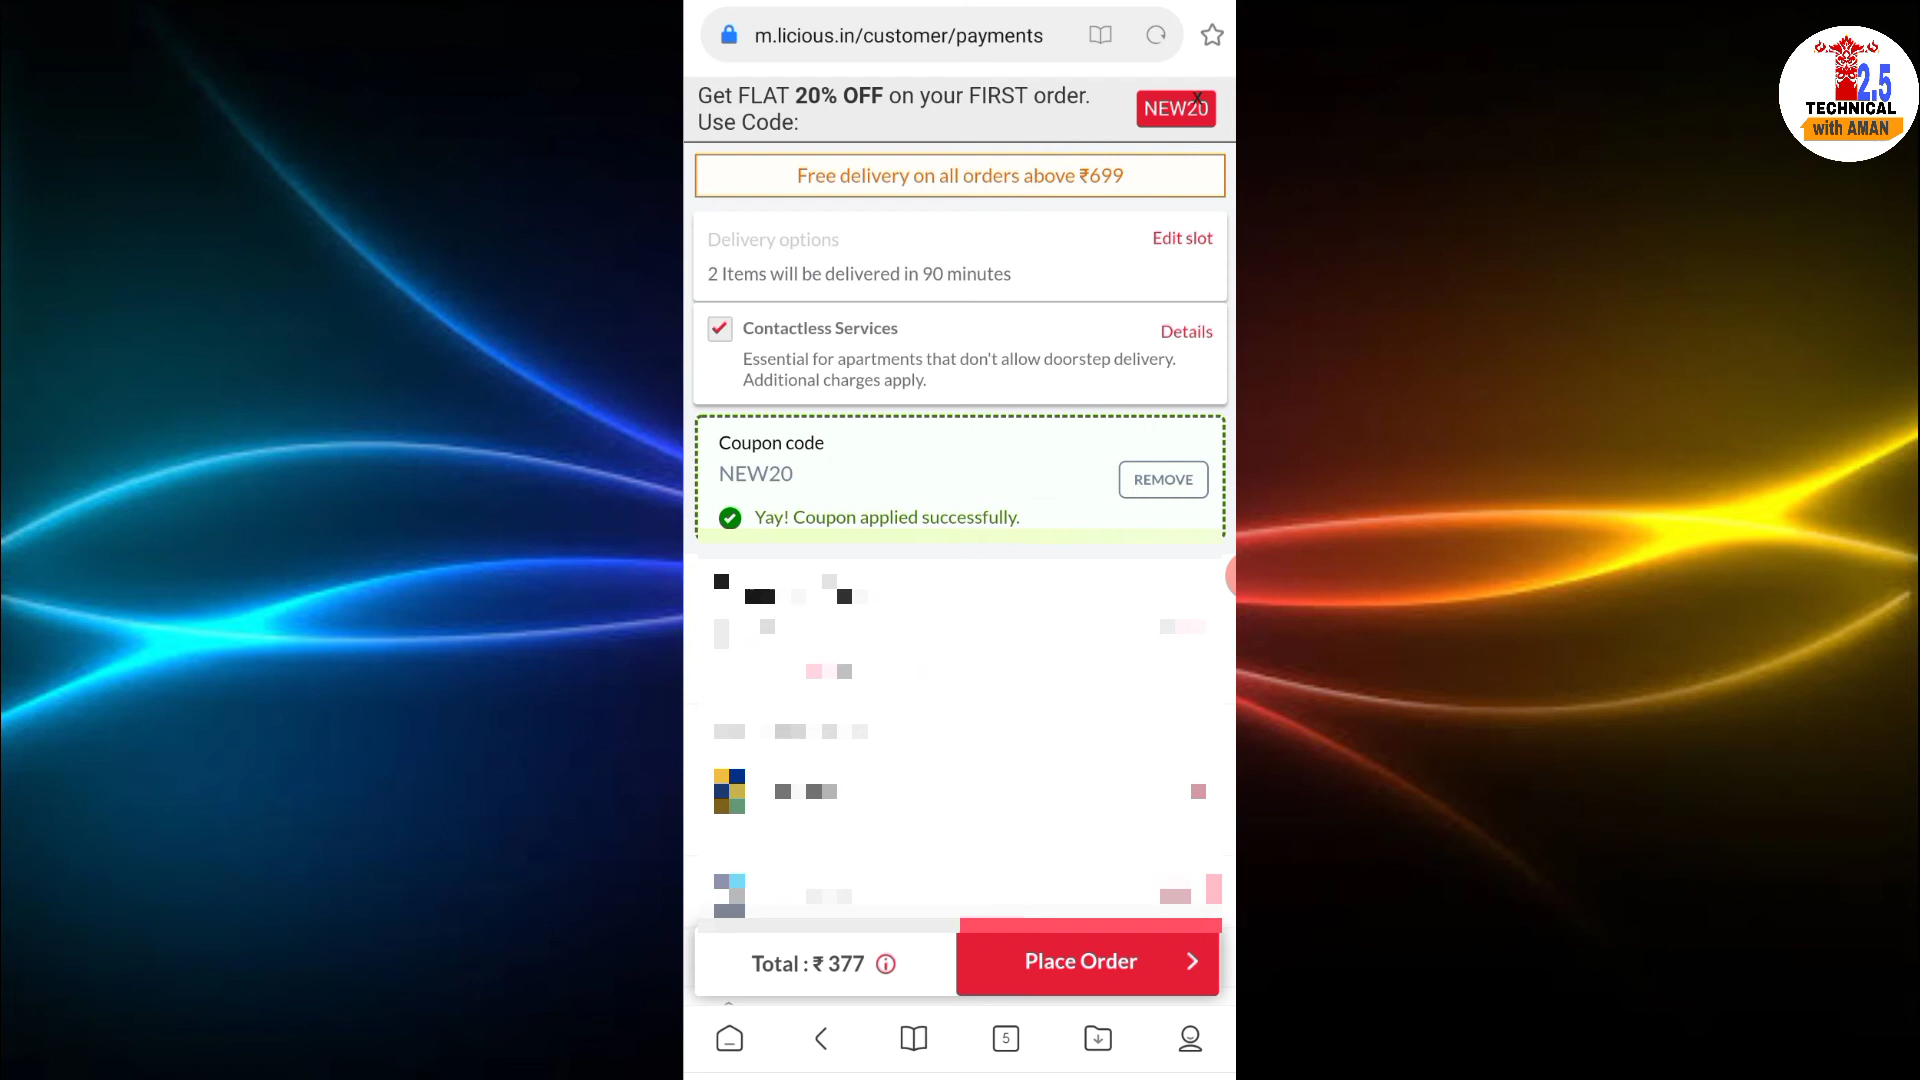 m.licious.in/customer/payments
Get FLAT 20% OFF on your FIRST order.
Use Code:
NEW20
X
Free delivery on all orders above ₹699
Delivery options
Edit slot
2 Items will be delivered in 90 minutes
Contactless Services
Details
Essential for apartments that don't allow doorstep delivery.
Additional charges apply.
Coupon code
NEW20
REMOVE
Yay! Coupon applied successfully.
Total : ₹ 377
Place Order
5
2.5
TECHNICAL
with AMAN